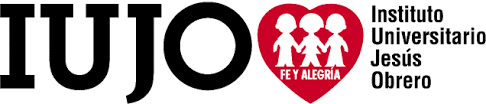 IUJO
FE Y ALEGRÍA
Instituto
Universitario
Jesús
Obrero